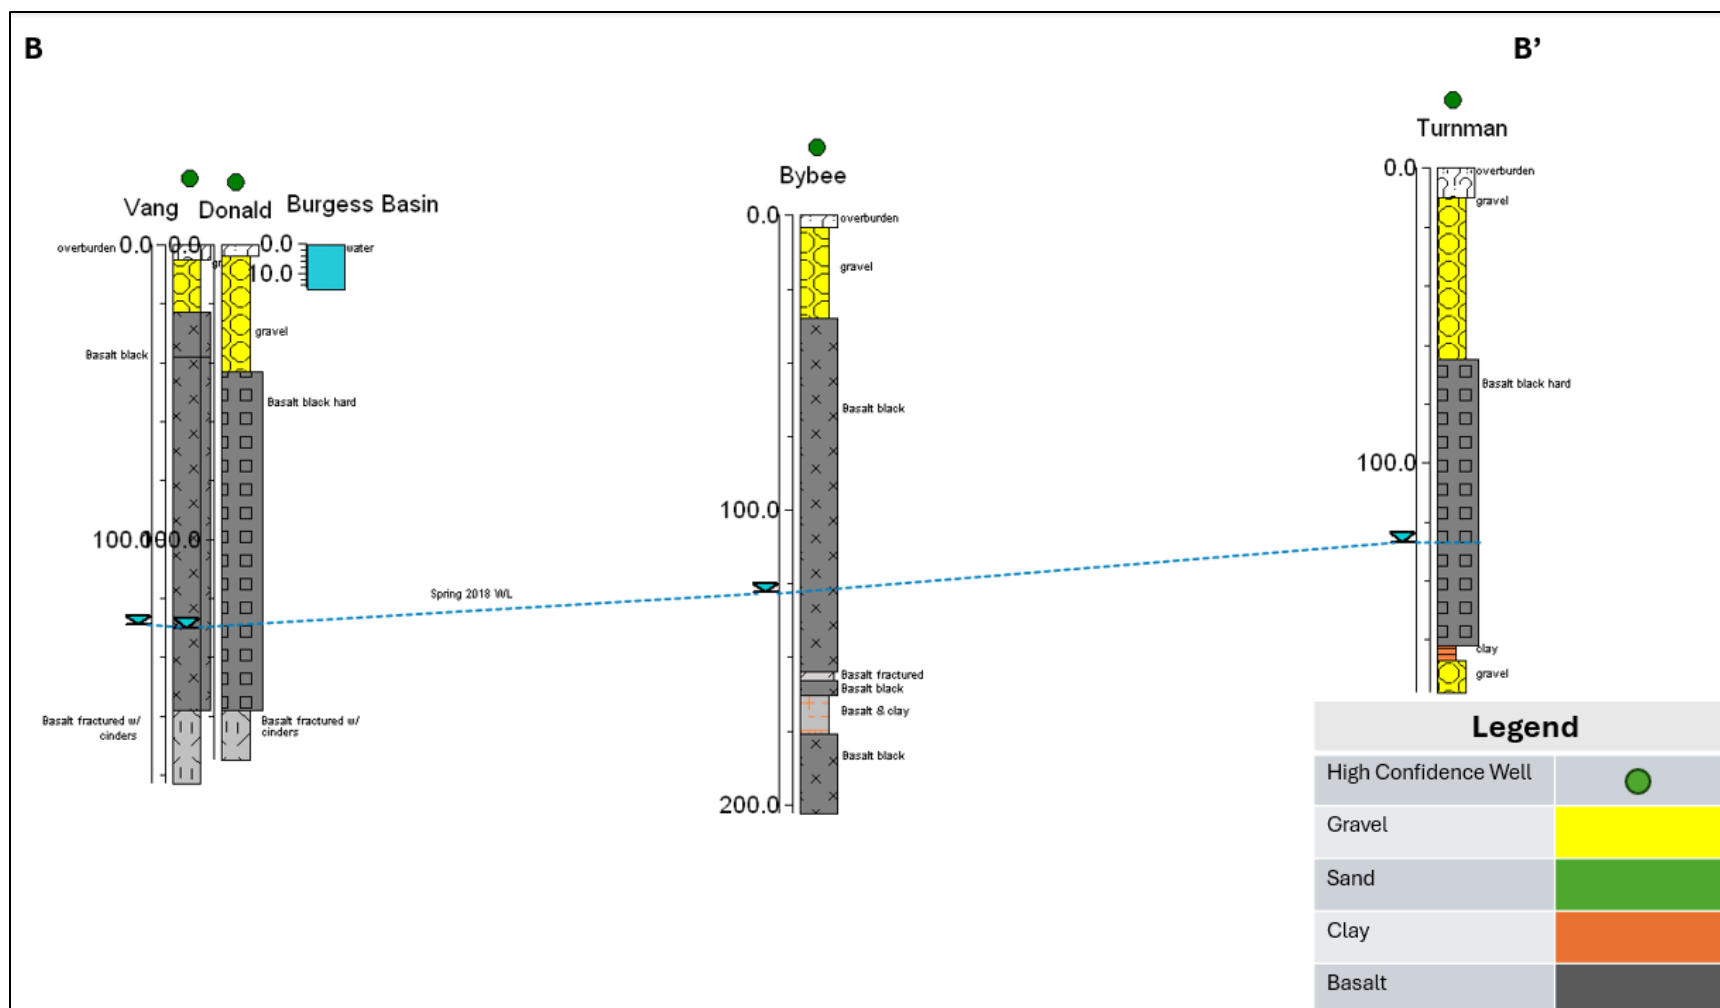 B
B’
Turnman
Bybee
Vang
Donald
Burgess Basin
0.0
overburden
gravel
0.0
overburden
gravel
overburden
0.0
0.0
0.0
10.0
water
gravel
Basalt black
Basalt black hard
Basalt black
Basalt black hard
100.0
100.0
100.0
100.0
Spring 2018 WL
clay
gravel
Basalt fractured
Basalt black
Basalt & clay
Basalt black
200.0
Basalt fractured w/
cinders
Basalt fractured w/
cinders
Legend
High Confidence Well
Gravel
Sand
Clay
Basalt